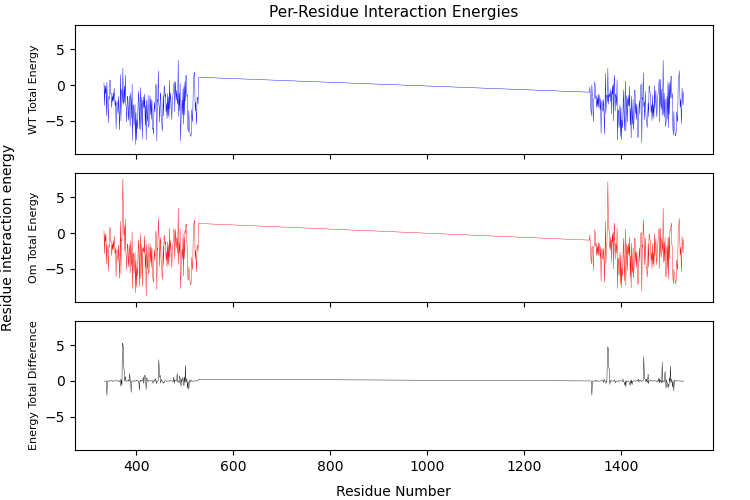 Per-Residue Interaction Energies
Residue interaction energy
WT Total Energy
5
0
−5
Om Total Energy
5
0
−5
Energy Total Difference
5
0
−5
400 600 800 1000 1200 1400
Residue Number